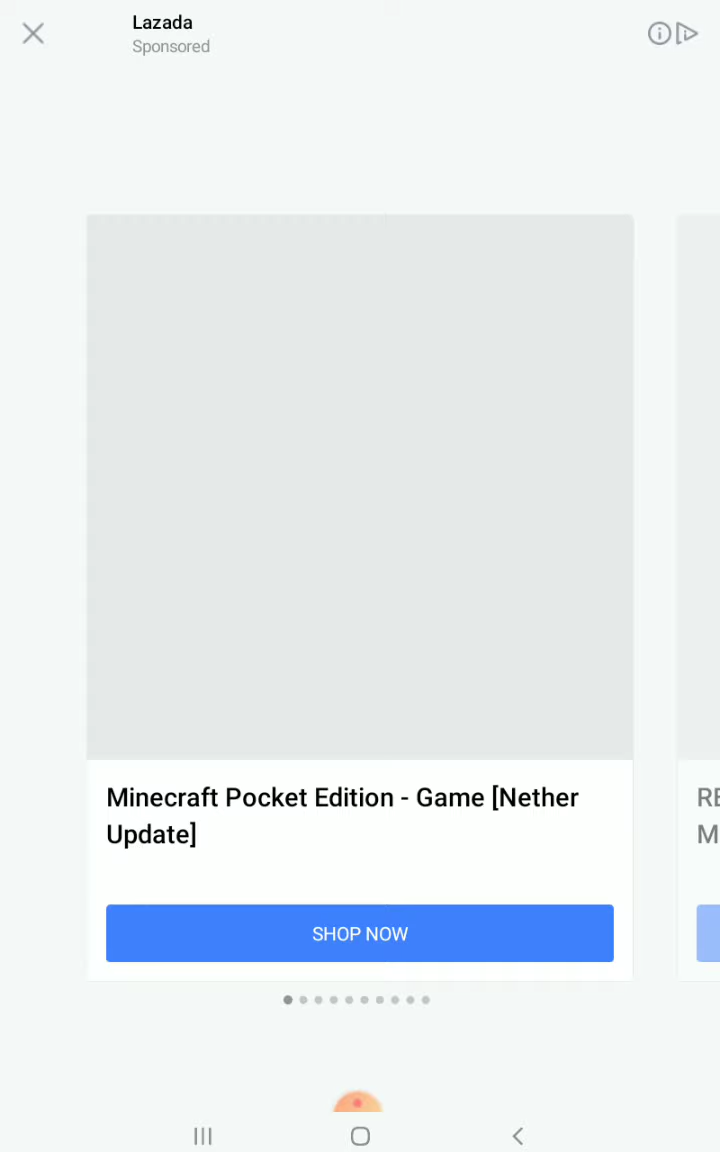 Lazada
Sponsored
Minecraft Pocket Edition - Game [Nether
Update]
SHOP NOW